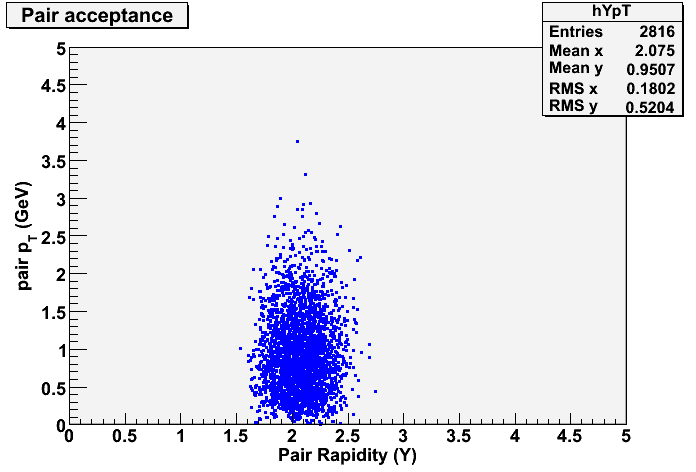 Pair acceptance
hYpT
Entries 2816
Mean x 2.075
Mean y 0.9507
RMS x 0.1802
RMS y 0.5204
pair pT (GeV)
5
4.5
4
3.5
3
2.5
2
1.5
1
0.5
0
0 0.5 1 1.5 2 2.5 3 3.5 4 4.5 5
Pair Rapidity (Y)